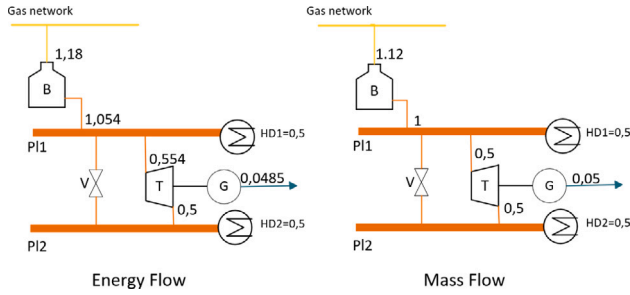 Gas network
1,18
B
1,054
Pl1
HD1=0,5
0,554
V
T
G
0,0485
0,5
Pl2
HD2=0,5
Energy Flow
Gas network
1.12
B
1
Pl1
HD1=0,5
0,5
V
T
G
0,05
0,5
Pl2
HD2=0,5
Mass Flow